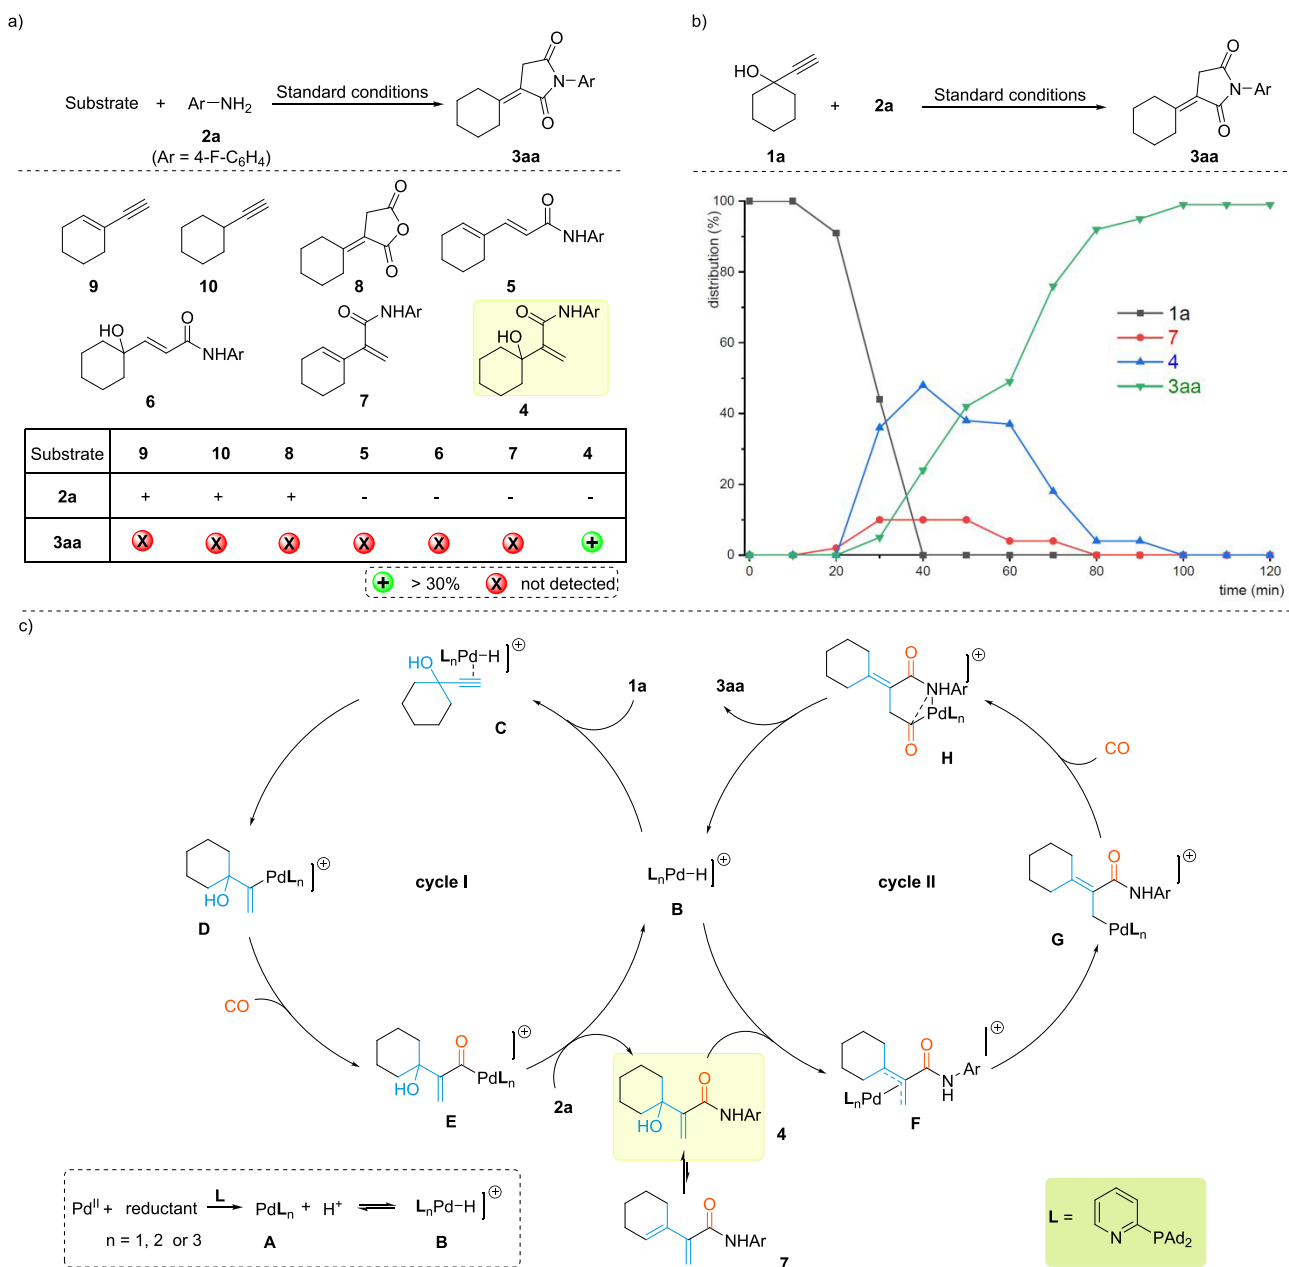 a)
Substrate + Ar-NH2
Standard conditions
2a
(Ar = 4-F-C6H4)
O
N-Ar
O
3aa
9
10
O
O
O
8
O
NHAr
5
HO
O
NHAr
6
O
NHAr
7
O
NHAr
HO
4
Substrate 9 10 8 5 6 7 4
2a + + + - - - -
3aa X X X X X X +
+ > 30% X not detected
b)
HO
1a
+ 2a
Standard conditions
O
N-Ar
O
3aa
distribution (%)
100
80
60
40
20
0
0 20 40 60 80 100 120
time (min)
1a
7
4
3aa
c)
HO
LnPd-H ] ⊕
C
1a
3aa
O
NHAr
PdLn
O
] ⊕
H
CO
PdLn ] ⊕
HO
D
cycle I
LnPd-H ] ⊕
B
cycle II
O
NHAr
PdLn
] ⊕
G
CO
O
PdLn
HO
] ⊕
E
2a
O
NHAr
HO
4
O
N
H
Ar
LnPd
] ⊕
F
O
NHAr
7
PdII + reductant L PdLn + H+ LnPd-H ] ⊕
n = 1, 2 or 3 A B
L =
N
PAd2